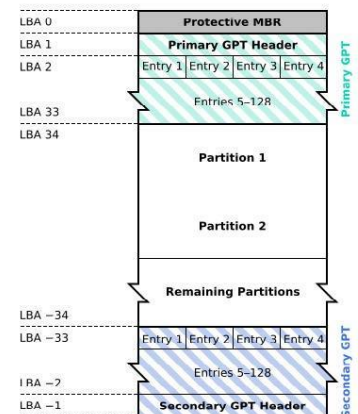 LBA 0
Protective MBR
LBA 1
Primary GPT Header
LBA 2
Entry 1 Entry 2 Entry 3 Entry 4
Entries 5–128
LBA 33
LBA 34
Primary GPT
Partition 1
Partition 2
Remaining Partitions
LBA −34
LBA −33
Entry 1 Entry 2 Entry 3 Entry 4
Entries 5–128
LBA −2
LBA −1
Secondary GPT Header
Secondary GPT